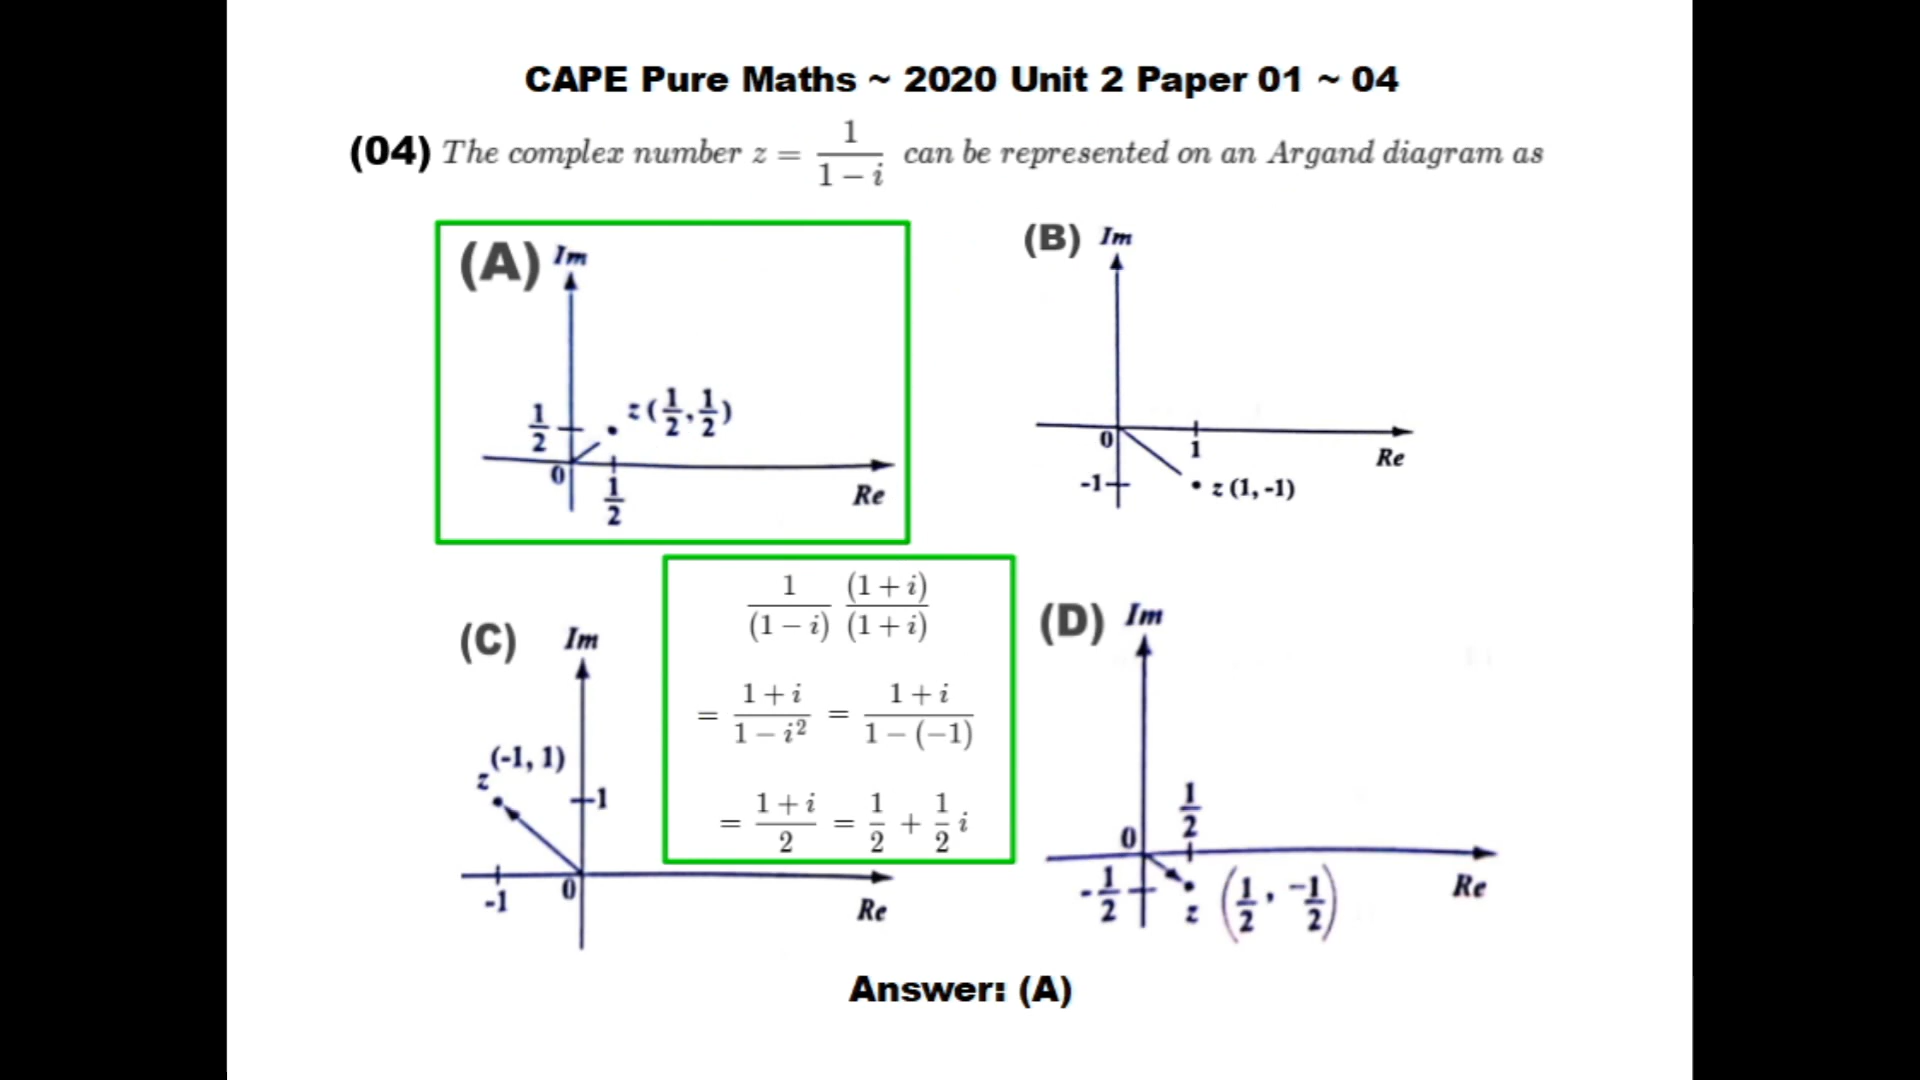 CAPE Pure Maths ~ 2020 Unit 2 Paper 01 ~ 04
(04) The complex number z = 1/(1 − i) can be represented on an Argand diagram as
(A) Im
1/2
z(1/2, 1/2)
0
1/2
Re
(B) Im
0
1
Re
-1
z (1, -1)
(C) Im
(-1, 1)
z
1
-1
0
Re
1/(1 − i) (1 + i)/(1 + i)
= (1 + i)/(1 − i²) = (1 + i)/(1 − (−1))
= (1 + i)/2 = 1/2 + 1/2 i
(D) Im
1/2
0
Re
-1/2
z (1/2, -1/2)
Answer: (A)